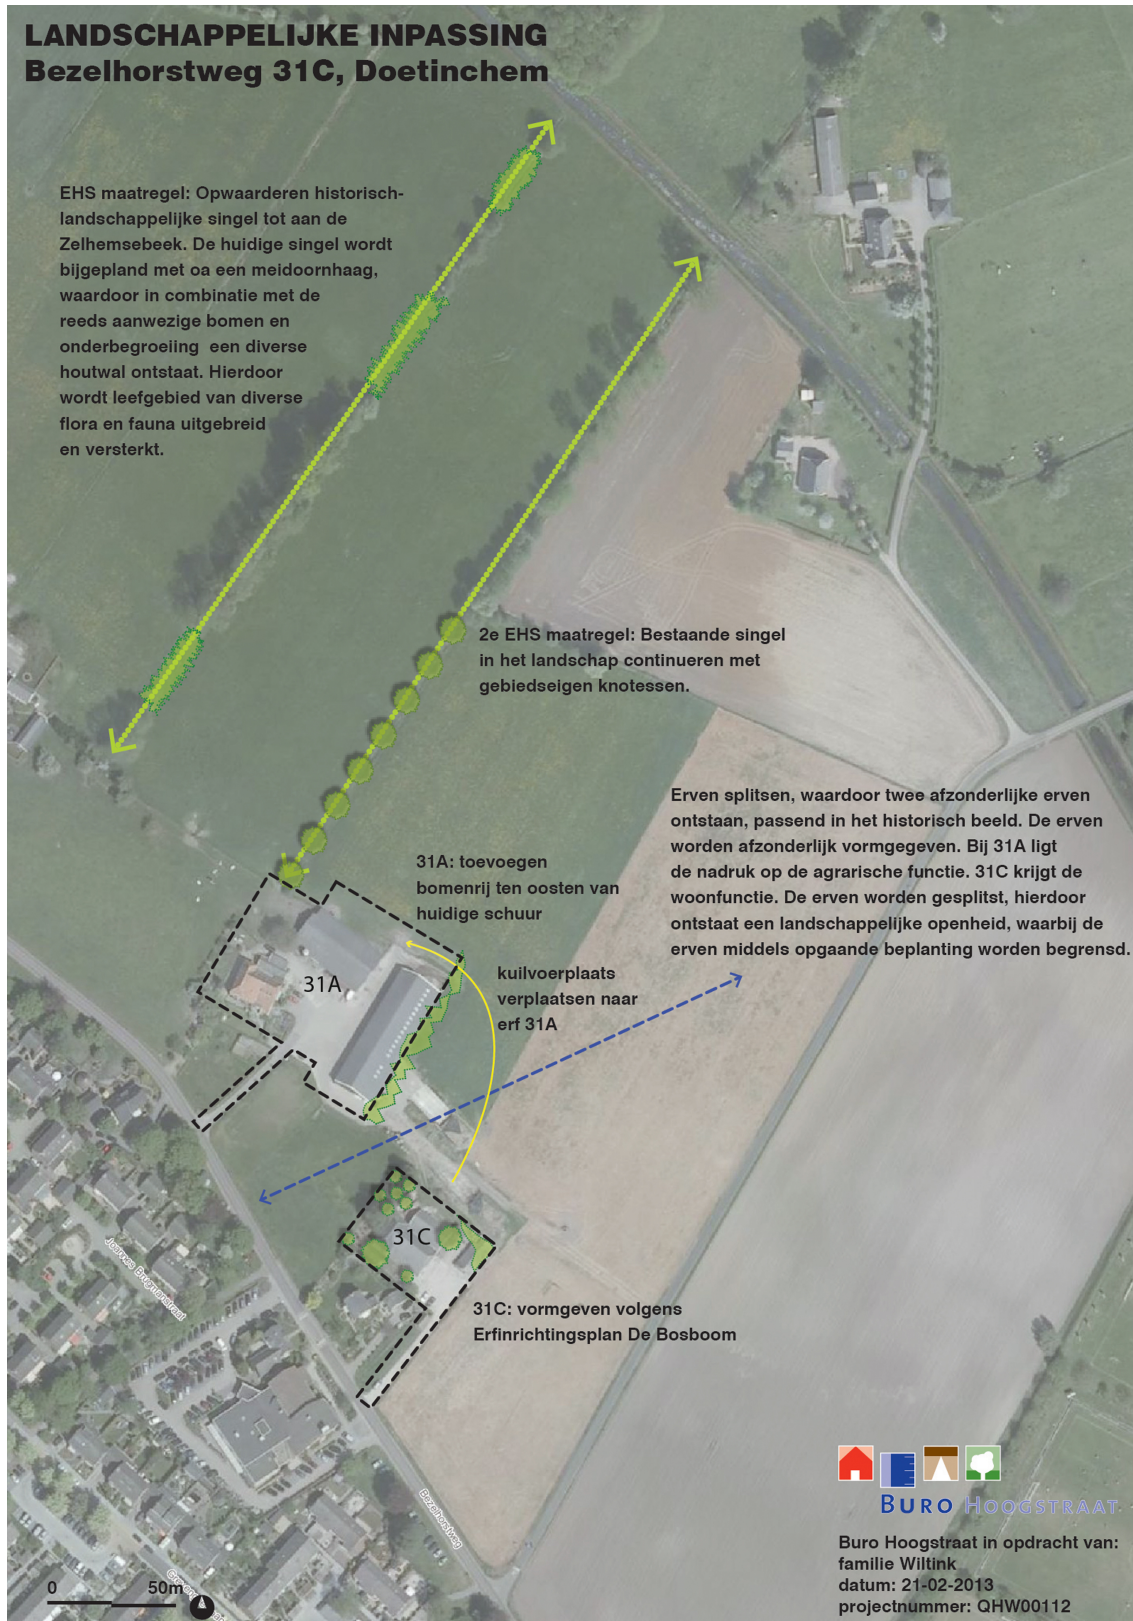 LANDSCHAPPELIJKE INPASSING
Bezelhorstweg 31C, Doetinchem
EHS maatregel: Opwaarderen historisch-
landschappelijke singel tot aan de
Zelhemsebeek. De huidige singel wordt
bijgepland met oa een meidoornhaag,
waardoor in combinatie met de
reeds aanwezige bomen en
onderbegroeiing een diverse
houtwal ontstaat. Hierdoor
wordt leefgebied van diverse
flora en fauna uitgebreid
en versterkt.
2e EHS maatregel: Bestaande singel
in het landschap continueren met
gebiedseigen knotessen.
Erven splitsen, waardoor twee afzonderlijke erven
ontstaan, passend in het historisch beeld. De erven
worden afzonderlijk vormgegeven. Bij 31A ligt
de nadruk op de agrarische functie. 31C krijgt de
woonfunctie. De erven worden gesplitst, hierdoor
ontstaat een landschappelijke openheid, waarbij de
erven middels opgaande beplanting worden begrensd.
31A: toevoegen
bomenrij ten oosten van
huidige schuur
kuilvoerplaats
verplaatsen naar
erf 31A
31A
31C
31C: vormgeven volgens
Erfinrichtingsplan De Bosboom
Brugmanstraat
Bezelhorstweg
0 50m
BURO HOOGSTRAAT
Buro Hoogstraat in opdracht van:
familie Wiltink
datum: 21-02-2013
projectnummer: QHW00112